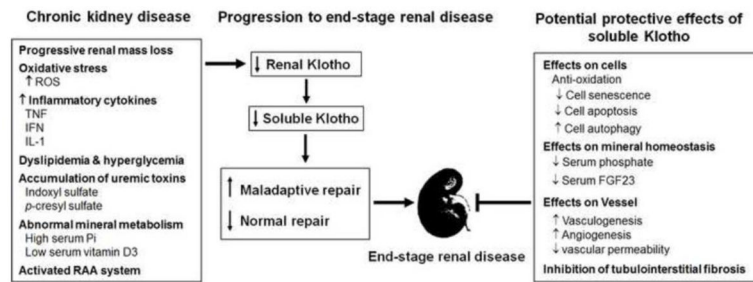 Chronic kidney disease
Progressive renal mass loss
Oxidative stress
↑ ROS
↑ Inflammatory cytokines
TNF
IFN
IL-1
Dyslipidemia & hyperglycemia
Accumulation of uremic toxins
Indoxyl sulfate
p-cresyl sulfate
Abnormal mineral metabolism
High serum Pi
Low serum vitamin D3
Activated RAA system
Progression to end-stage renal disease
↓ Renal Klotho
↓ Soluble Klotho
↑ Maladaptive repair
↓ Normal repair
End-stage renal disease
Potential protective effects of
soluble Klotho
Effects on cells
Anti-oxidation
↓ Cell senescence
↓ Cell apoptosis
↑ Cell autophagy
Effects on mineral homeostasis
↓ Serum phosphate
↓ Serum FGF23
Effects on Vessel
↑ Vasculogenesis
↑ Angiogenesis
↓ vascular permeability
Inhibition of tubulointerstitial fibrosis